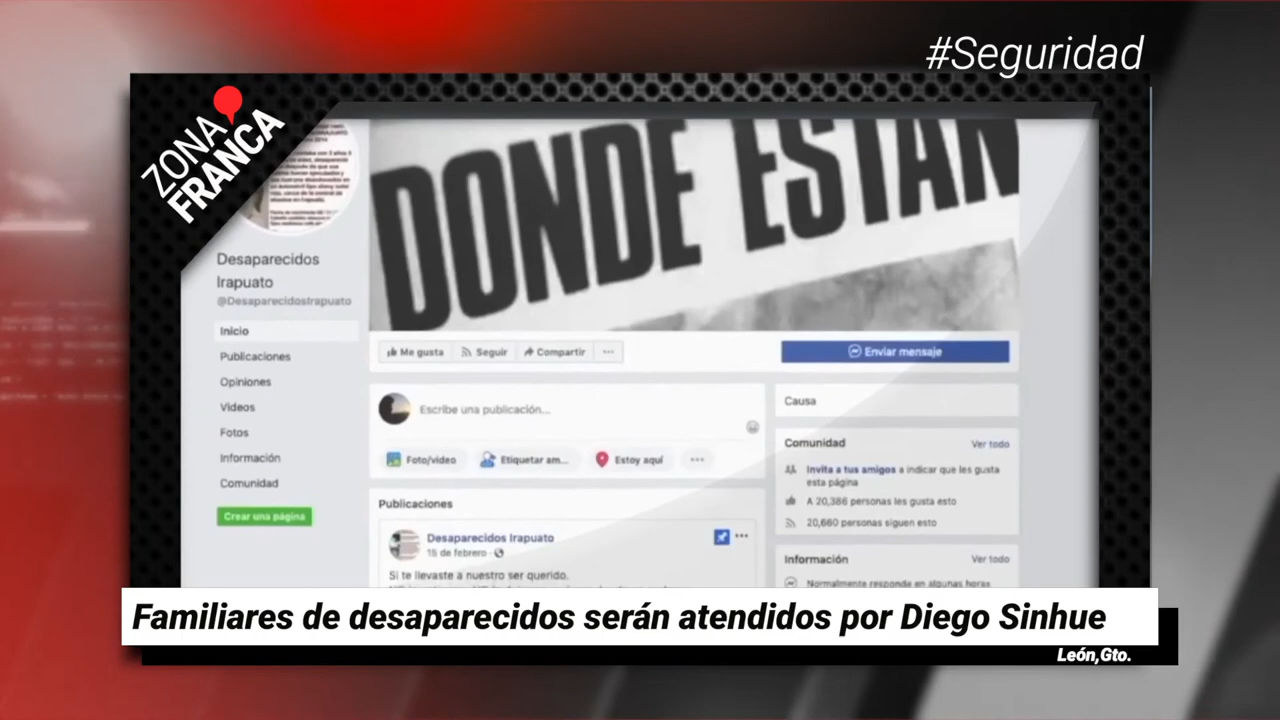 #Seguridad
ZONA
FRANCA
DONDE ESTAN
Desaparecidos
Irapuato
@DesaparecidosIrapuato
Inicio
Publicaciones
Opiniones
Videos
Fotos
Información
Comunidad
Crear una página
Me gusta
Seguir
Compartir
Enviar mensaje
Escribe una publicación...
Foto/video
Etiquetar am...
Estoy aquí
Publicaciones
Desaparecidos Irapuato
15 de febrero
Si te llevaste a nuestro ser querido.
Causa
Comunidad
Ver todo
Invita a tus amigos a indicar que les gusta
esta página
A 20,386 personas les gusta esto
20,660 personas siguen esto
Información
Ver todo
Normalmente responde en algunas horas
Familiares de desaparecidos serán atendidos por Diego Sinhue
León,Gto.